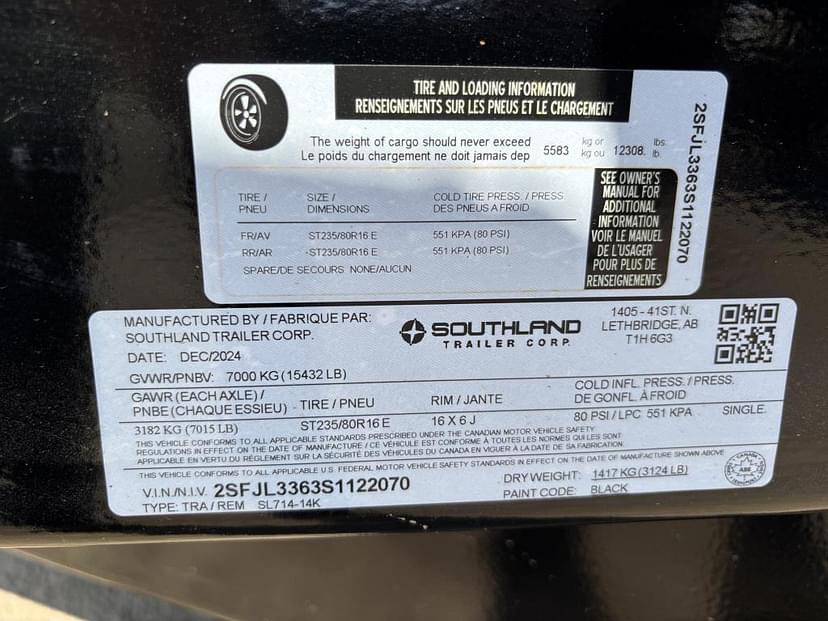 TIRE AND LOADING INFORMATION
RENSEIGNEMENTS SUR LES PNEUS ET LE CHARGEMENT
The weight of cargo should never exceed 5583 kg or 12308. lbs.
Le poids du chargement ne doit jamais dep kg ou lb.
TIRE / SIZE / COLD TIRE PRESS. / PRESS.
PNEU DIMENSIONS DES PNEUS A FROID
FR/AV ST235/80R16 E 551 KPA (80 PSI)
RR/AR ST235/80R16 E 551 KPA (80 PSI)
SPARE/DE SECOURS NONE/AUCUN
SEE OWNER'S
MANUAL FOR
ADDITIONAL
INFORMATION
VOIR LE MANUEL
DE L'USAGER
POUR PLUS DE
RENSEIGNEMENTS
2SFJL3363S1122070
MANUFACTURED BY / FABRIQUE PAR:
SOUTHLAND TRAILER CORP.
DATE: DEC/2024
SOUTHLAND
TRAILER CORP.
1405 - 41ST. N.
LETHBRIDGE, AB
T1H 6G3
GVWR/PNBV: 7000 KG (15432 LB)
GAWR (EACH AXLE) / TIRE / PNEU RIM / JANTE COLD INFL. PRESS. / PRESS.
PNBE (CHAQUE ESSIEU) DE GONFL. À FROID
3182 KG (7015 LB) ST235/80R16 E 16 X 6 J 80 PSI / LPC 551 KPA SINGLE.
THIS VEHICLE CONFORMS TO ALL APPLICABLE STANDARDS PRESCRIBED UNDER THE CANADIAN MOTOR VEHICLE SAFETY
REGULATIONS IN EFFECT ON THE DATE OF MANUFACTURE / CE VÉHICULE EST CONFORME À TOUTES LES NORMES QUI LUI SONT
APPLICABLES EN VERTU DU RÈGLEMENT SUR LA SÉCURITÉ DES VÉHICULES DU CANADA EN VIGUER À LA DATE DE SA FABRICATION.
THIS VEHICLE CONFORMS TO ALL APPLICABLE U.S. FEDERAL MOTOR VEHICLE SAFETY STANDARDS IN EFFECT ON THE DATE OF MANUFACTURE SHOWN ABOVE
V.I.N./N.I.V. 2SFJL3363S1122070
TYPE: TRA / REM SL714-14K
DRY WEIGHT: 1417 KG (3124 LB)
PAINT CODE: BLACK